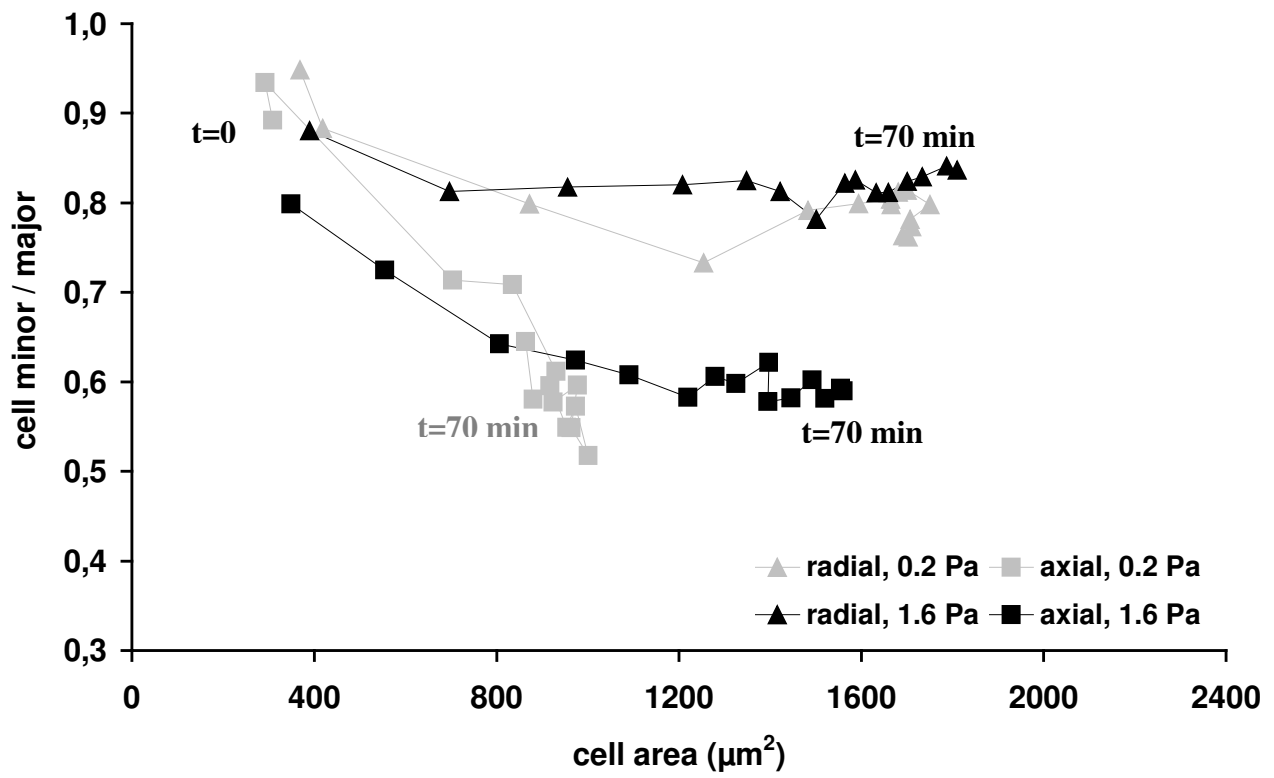 1,0
0,9
0,8
0,7
0,6
0,5
0,4
0,3
cell minor / major
t=0
t=70 min
t=70 min
t=70 min
radial, 0.2 Pa
axial, 0.2 Pa
radial, 1.6 Pa
axial, 1.6 Pa
0
400
800
1200
1600
2000
2400
cell area (µm²)